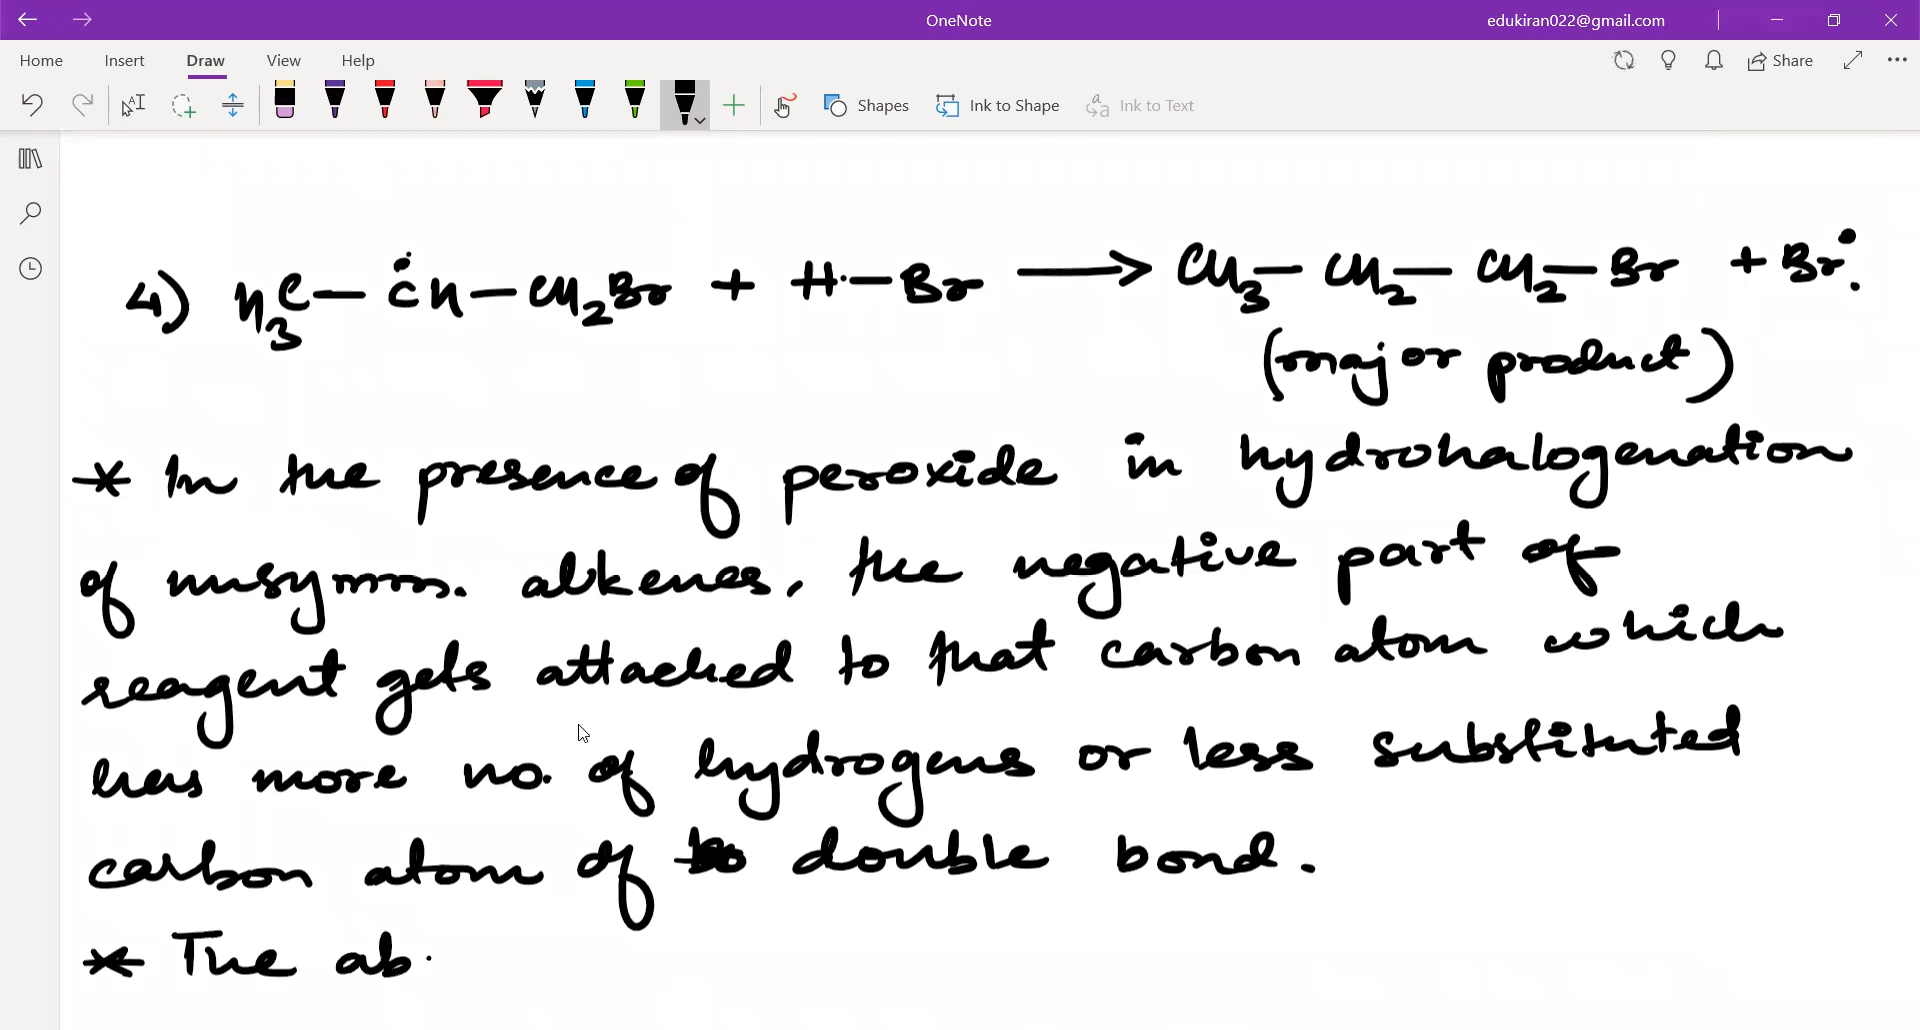 OneNote
edukiran022@gmail.com
Home Insert Draw View Help
Share
Shapes Ink to Shape Ink to Text
4) H₃C — ĊH — CH₂Br + H — Br ⟶ CH₃ — CH₂ — CH₂ — Br + Br•.
(major product)
* In the presence of peroxide in hydrohalogenation
of unsymm. alkenes, the negative part of
reagent gets attached to that carbon atom which
has more no. of hydrogens or less substituted
carbon atom of double bond.
* The ab